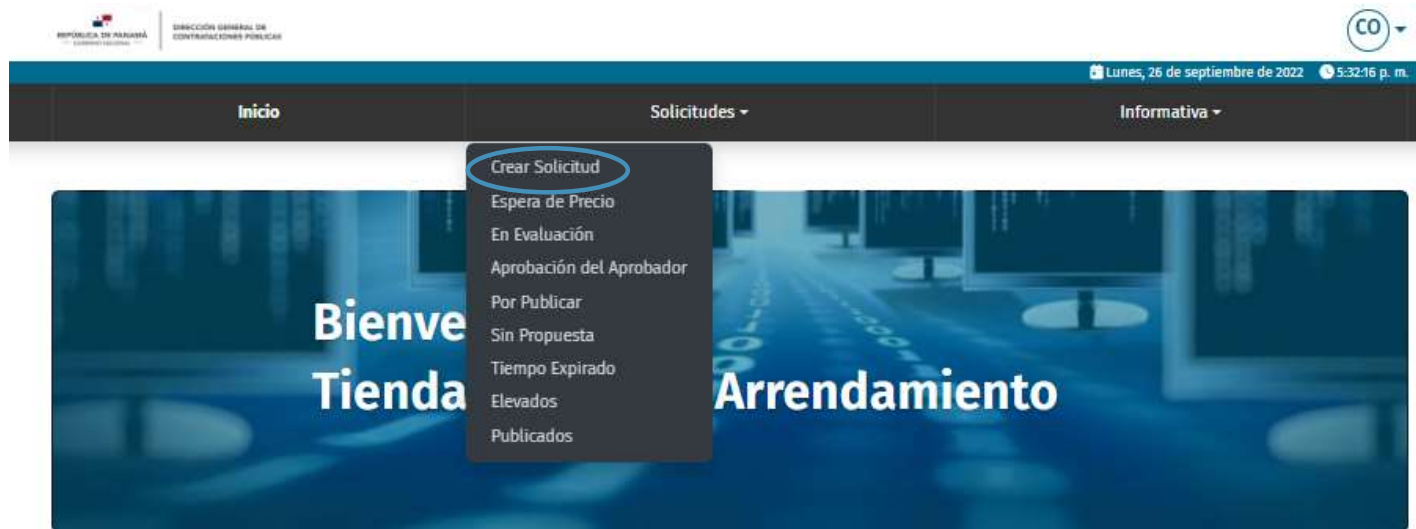 REPÚBLICA DE PANAMÁ
GOBIERNO NACIONAL
DIRECCIÓN GENERAL DE
CONTRATACIONES PÚBLICAS
CO
Lunes, 26 de septiembre de 2022 5:32:16 p. m.
Inicio Solicitudes Informativa
Crear Solicitud
Espera de Precio
En Evaluación
Aprobación del Aprobador
Por Publicar
Sin Propuesta
Tiempo Expirado
Elevados
Publicados
Bienve
Tienda Arrendamiento